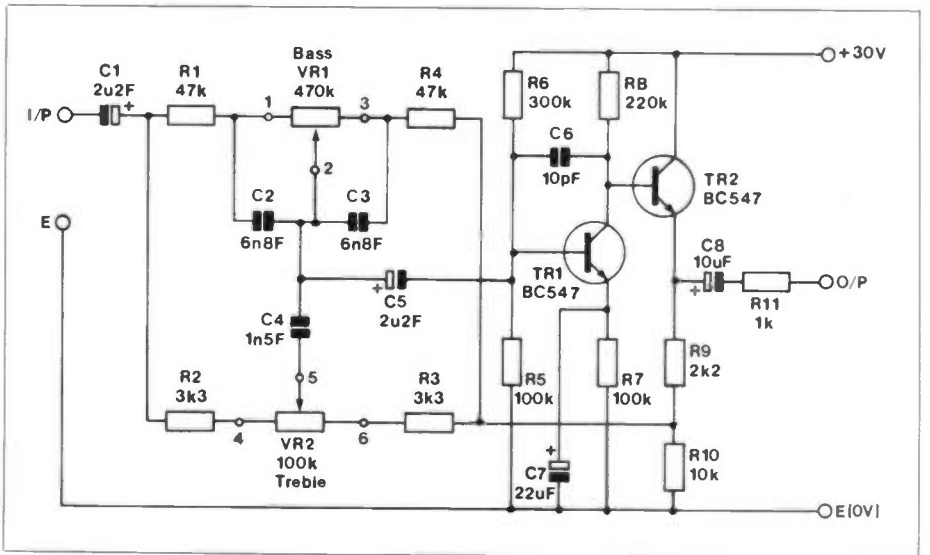 Bass
VR1
470k
C1
2u2F
+
R1
47k
1
3
R4
47k
I/P
2
C2
6n8F
C3
6n8F
E
+
C5
2u2F
C4
1n5F
5
R2
3k3
4
VR2
100k
Treble
6
R3
3k3
R6
300k
R8
220k
+30V
C6
10pF
TR2
BC547
TR1
BC547
C8
10uF
+
R11
1k
O/P
R5
100k
R7
100k
R9
2k2
+
C7
22uF
R10
10k
E(0V)